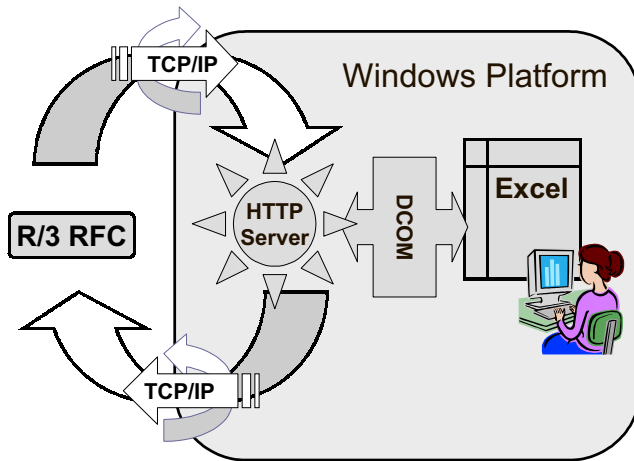 TCP/IP
Windows Platform
Excel
HTTP
Server
DCOM
R/3 RFC
TCP/IP